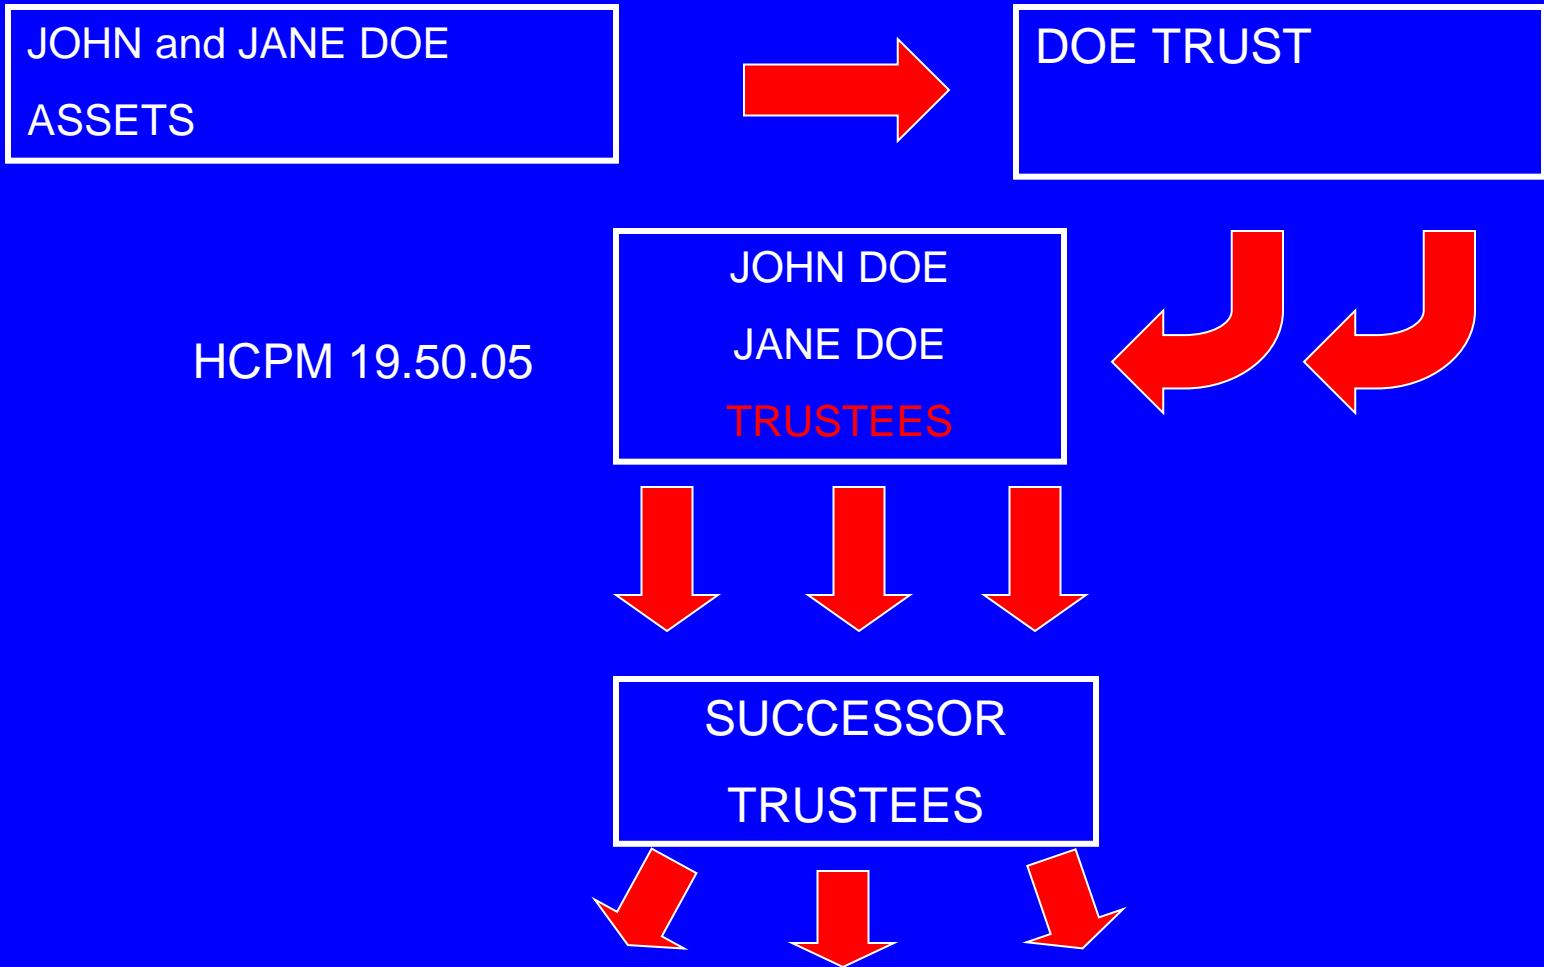 JOHN and JANE DOE
ASSETS
DOE TRUST
JOHN DOE
JANE DOE
TRUSTEES
HCPM 19.50.05
SUCCESSOR
TRUSTEES